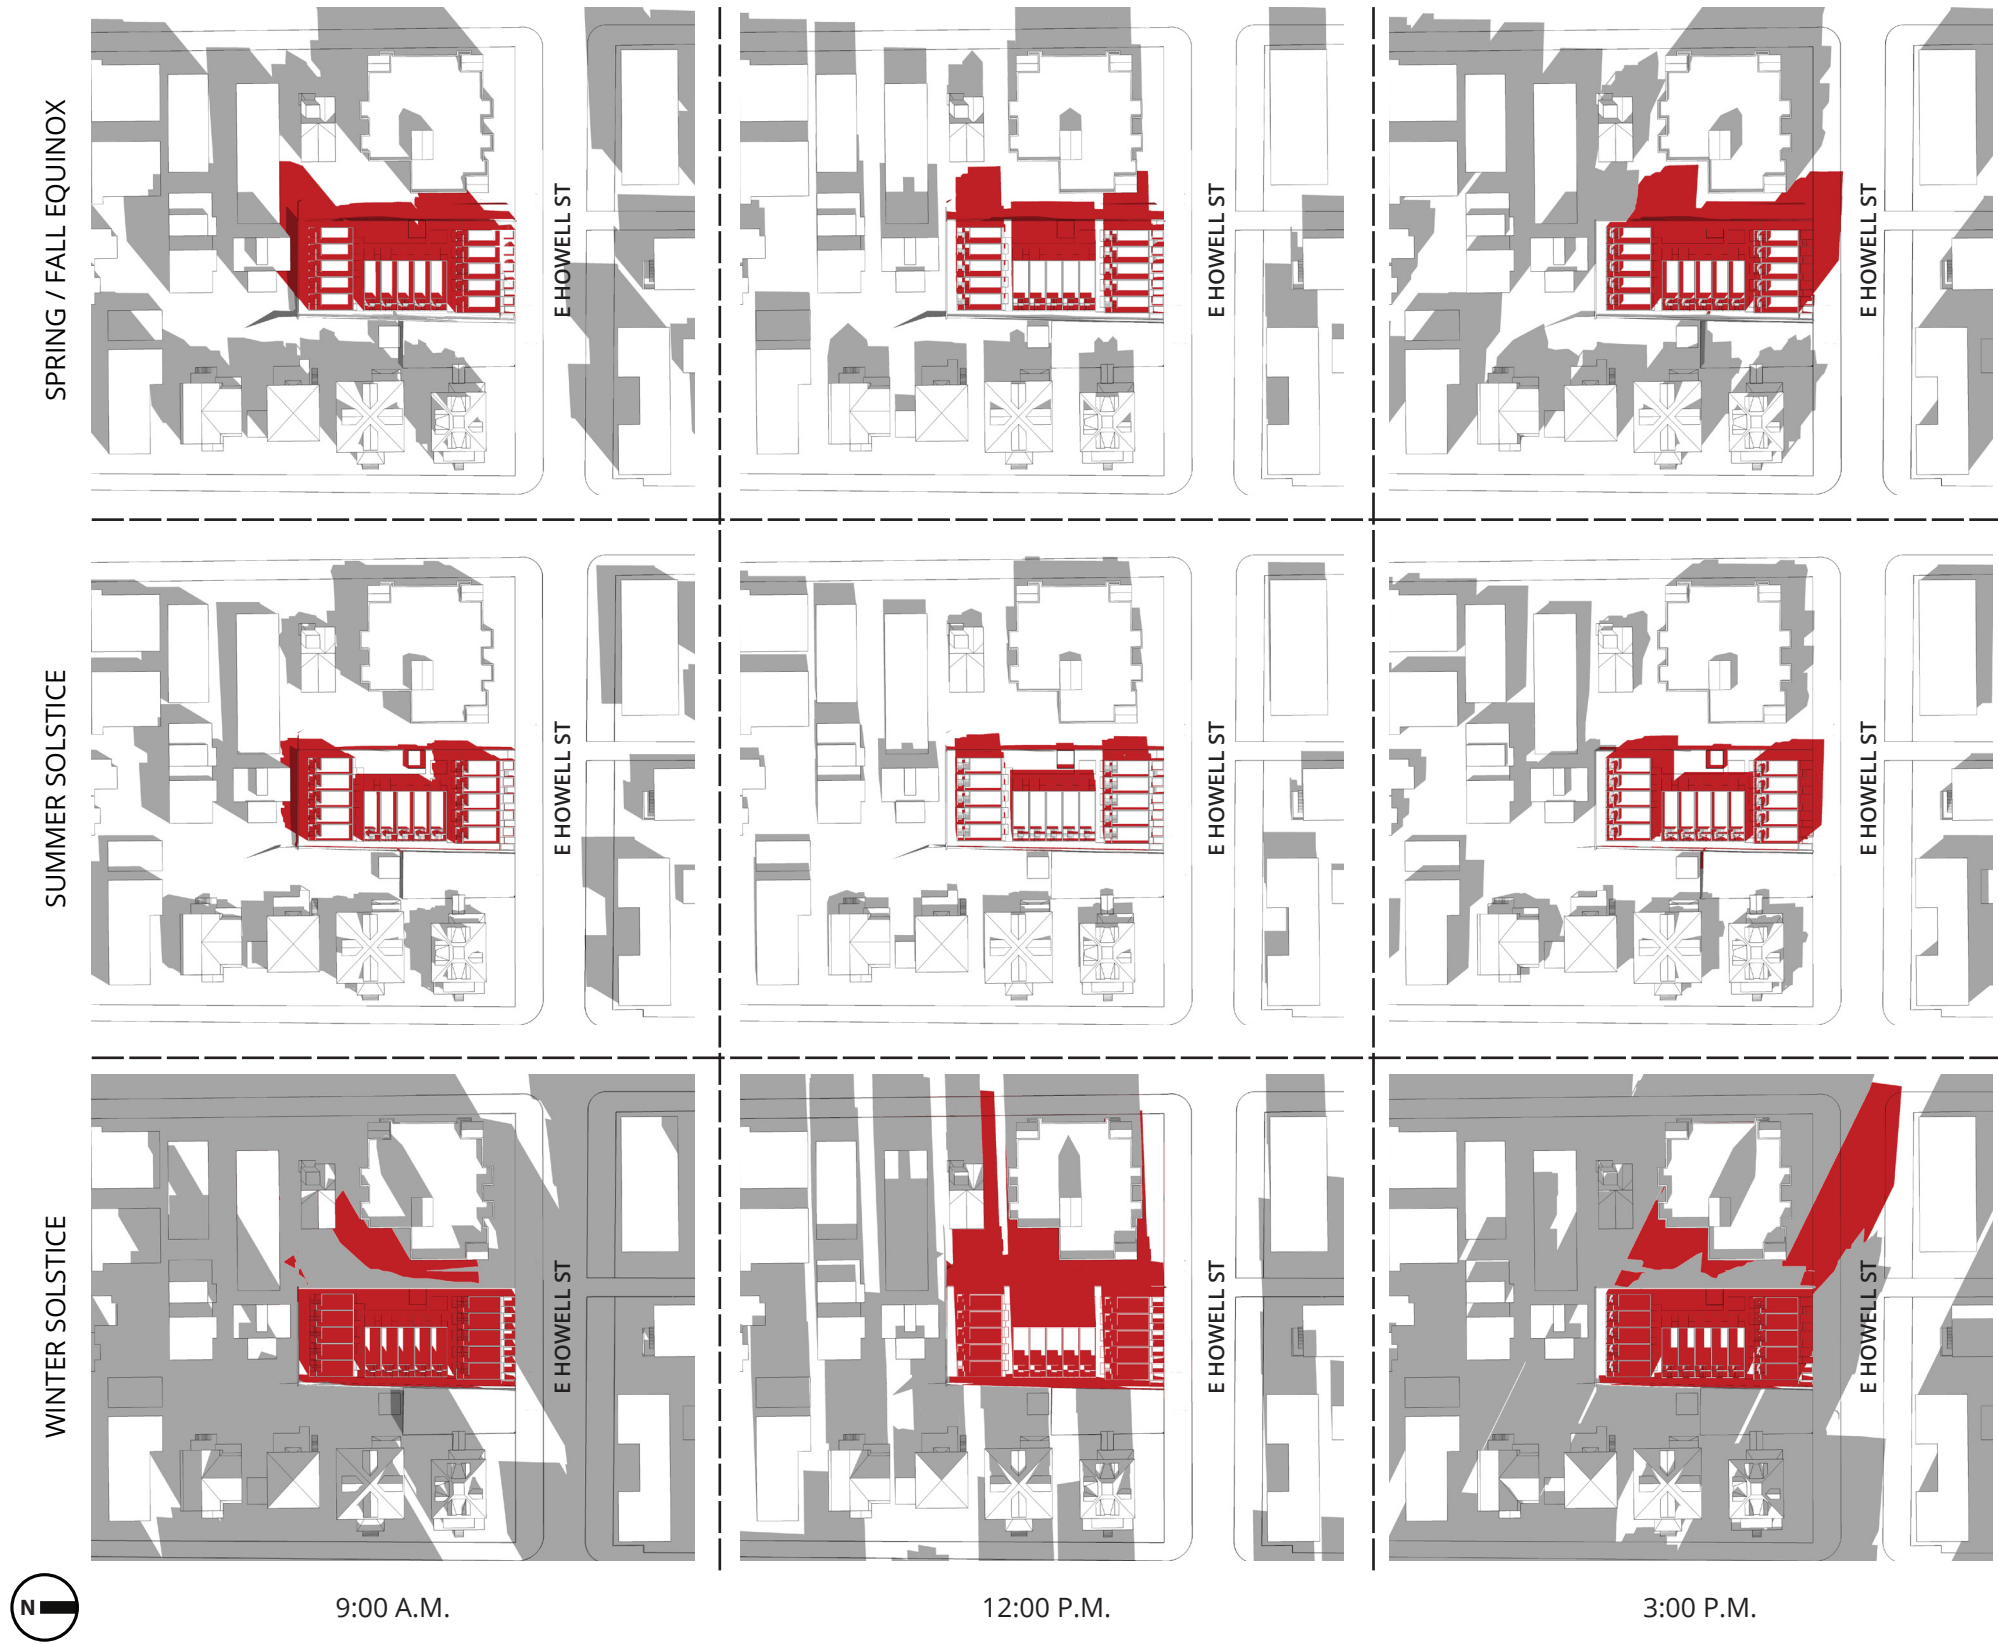 SPRING / FALL EQUINOX
E HOWELL ST
E HOWELL ST
E HOWELL ST
SUMMER SOLSTICE
E HOWELL ST
E HOWELL ST
E HOWELL ST
WINTER SOLSTICE
E HOWELL ST
E HOWELL ST
E HOWELL ST
N
9:00 A.M.
12:00 P.M.
3:00 P.M.